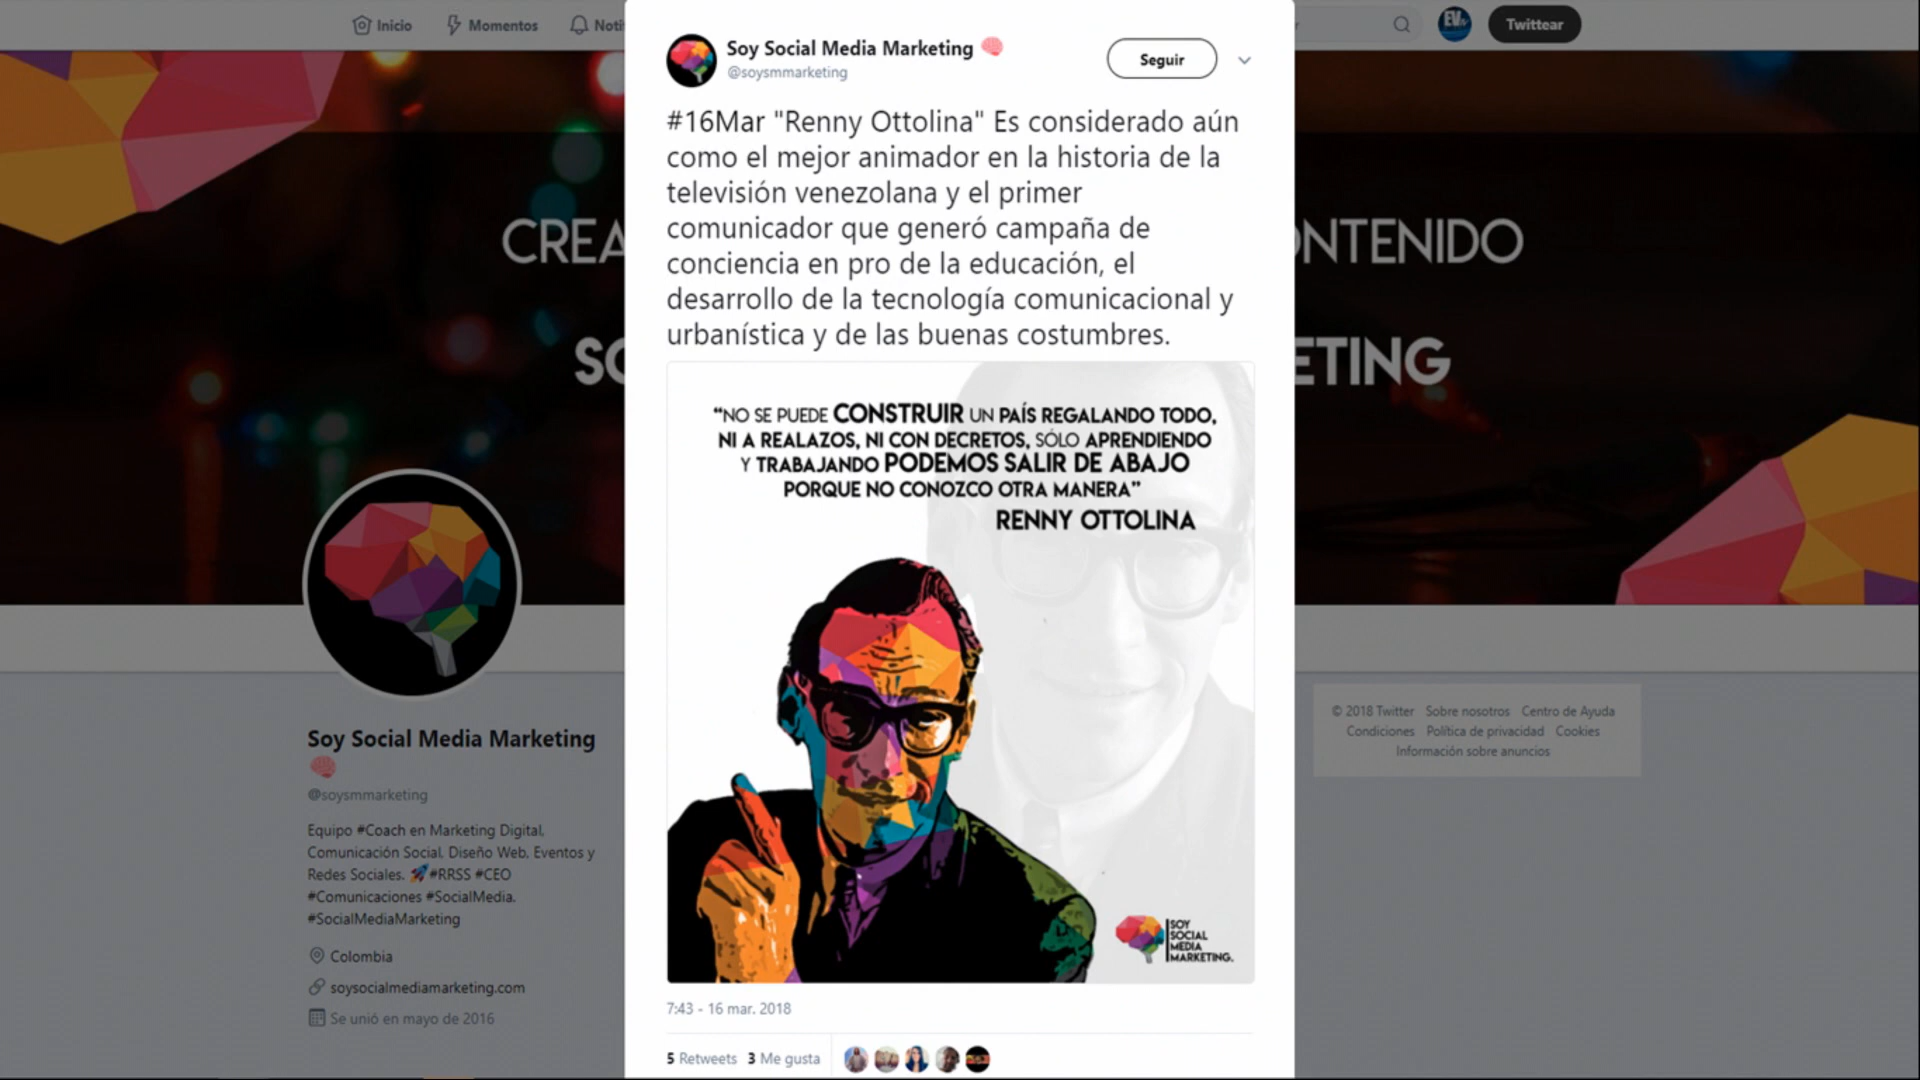 Inicio
Momentos
Noti
Twittear
Soy Social Media Marketing
@soysmmarketing
Seguir
#16Mar "Renny Ottolina" Es considerado aún
como el mejor animador en la historia de la
televisión venezolana y el primer
comunicador que generó campaña de
conciencia en pro de la educación, el
desarrollo de la tecnología comunicacional y
urbanística y de las buenas costumbres.
CREA
ONTENIDO
SO
ETING
“NO SE PUEDE CONSTRUIR UN PAÍS REGALANDO TODO,
NI A REALAZOS, NI CON DECRETOS, SÓLO APRENDIENDO
Y TRABAJANDO PODEMOS SALIR DE ABAJO
PORQUE NO CONOZCO OTRA MANERA”
RENNY OTTOLINA
SOY
SOCIAL
MEDIA
MARKETING.
7:43 - 16 mar. 2018
5 Retweets 3 Me gusta
Soy Social Media Marketing
@soysmmarketing
Equipo #Coach en Marketing Digital,
Comunicación Social, Diseño Web, Eventos y
Redes Sociales. #RRSS #CEO
#Comunicaciones #SocialMedia.
#SocialMediaMarketing
Colombia
soysocialmediamarketing.com
Se unió en mayo de 2016
© 2018 Twitter Sobre nosotros Centro de Ayuda
Condiciones Política de privacidad Cookies
Información sobre anuncios